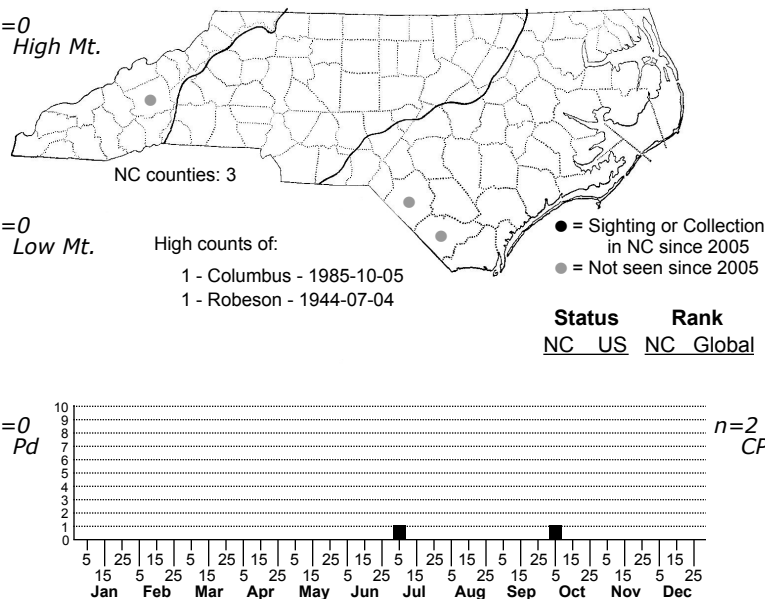 =0
High Mt.
NC counties: 3
=0
Low Mt.
High counts of:
1 - Columbus - 1985-10-05
1 - Robeson - 1944-07-04
● = Sighting or Collection
in NC since 2005
● = Not seen since 2005
Status Rank
NC US NC Global
=0
Pd
n=2
CP
10
9
8
7
6
5
4
3
2
1
0
5 25 15 5 25 15 5 25 15 5 25 15 5 25 15 5 25 15
15 5 25 15 5 25 15 5 25 15 5 25 15 5 25 15 5 25
Jan Feb Mar Apr May Jun Jul Aug Sep Oct Nov Dec